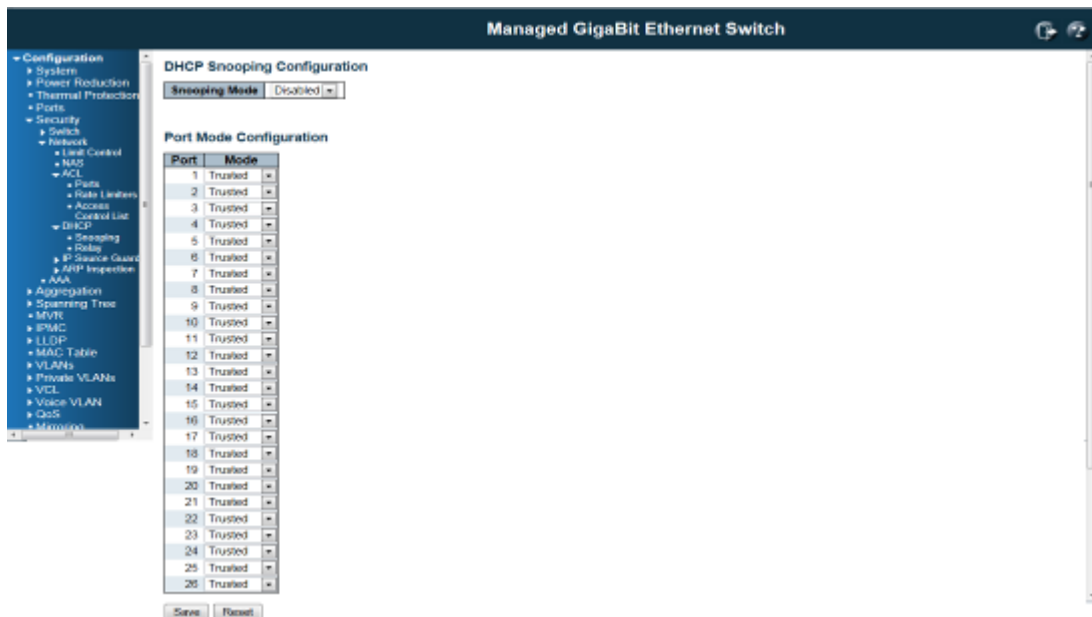 Managed GigaBit Ethernet Switch
Configuration
System
Power Reduction
Thermal Protection
Ports
Security
Switch
Network
Limit Control
NAS
ACL
Ports
Rate Limiters
Access
Control List
DHCP
Snooping
Relay
IP Source Guard
ARP Inspection
AAA
Aggregation
Spanning Tree
MVR
IPMC
LLDP
MAC Table
VLANs
Private VLANs
VCL
Voice VLAN
QoS
Mirroring
DHCP Snooping Configuration
Snooping Mode Disabled
Port Mode Configuration
Port Mode
1 Trusted
2 Trusted
3 Trusted
4 Trusted
5 Trusted
6 Trusted
7 Trusted
8 Trusted
9 Trusted
10 Trusted
11 Trusted
12 Trusted
13 Trusted
14 Trusted
15 Trusted
16 Trusted
17 Trusted
18 Trusted
19 Trusted
20 Trusted
21 Trusted
22 Trusted
23 Trusted
24 Trusted
25 Trusted
26 Trusted
Save Reset